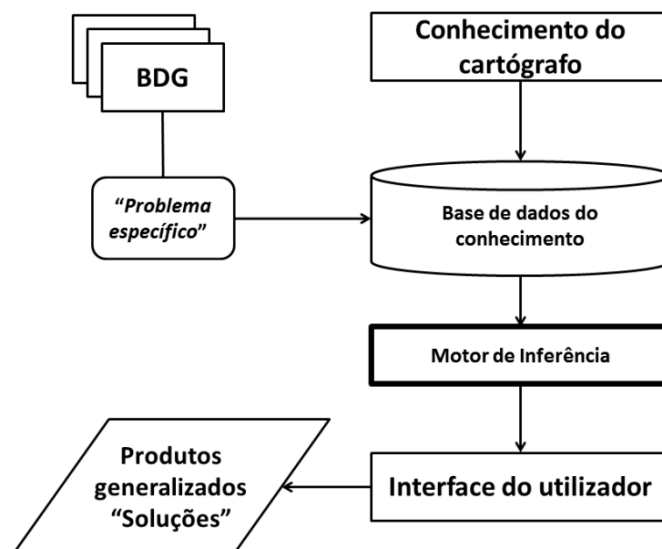 BDG
Conhecimento do
cartógrafo
“Problema
específico”
Base de dados do
conhecimento
Motor de Inferência
Produtos
generalizados
“Soluções”
Interface do utilizador